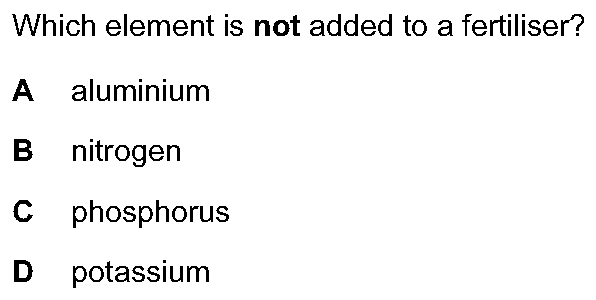 Which element is not added to a fertiliser?
A aluminium
B nitrogen
C phosphorus
D potassium